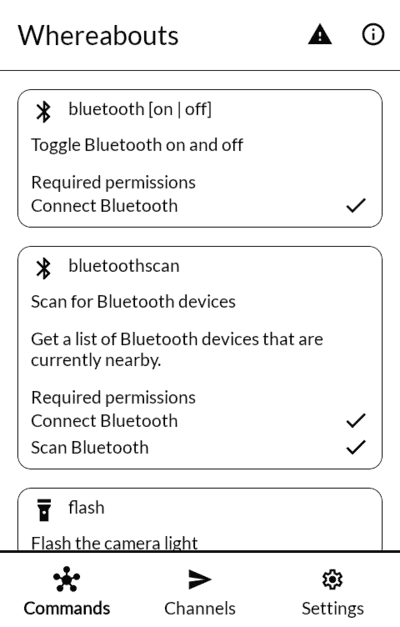 Whereabouts
bluetooth [on | off]
Toggle Bluetooth on and off
Required permissions
Connect Bluetooth
bluetoothscan
Scan for Bluetooth devices
Get a list of Bluetooth devices that are
currently nearby.
Required permissions
Connect Bluetooth
Scan Bluetooth
flash
Flash the camera light
Commands
Channels
Settings